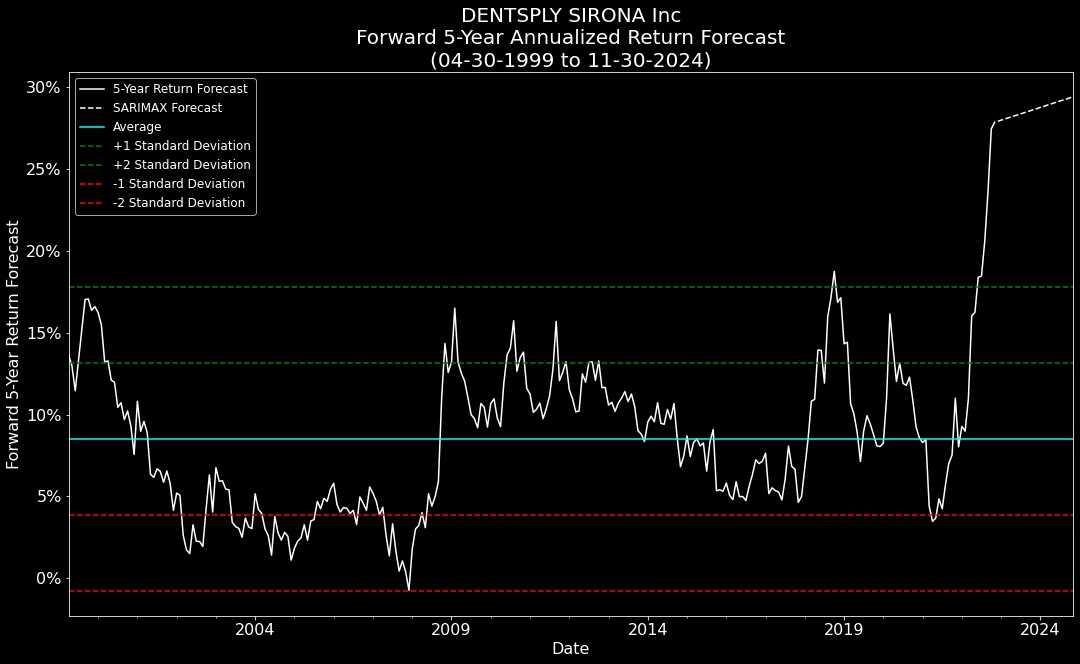 DENTSPLY SIRONA Inc
Forward 5-Year Annualized Return Forecast
(04-30-1999 to 11-30-2024)
5-Year Return Forecast
SARIMAX Forecast
Average
+1 Standard Deviation
+2 Standard Deviation
-1 Standard Deviation
-2 Standard Deviation
Forward 5-Year Return Forecast
30%
25%
20%
15%
10%
5%
0%
2004
2009
2014
2019
2024
Date